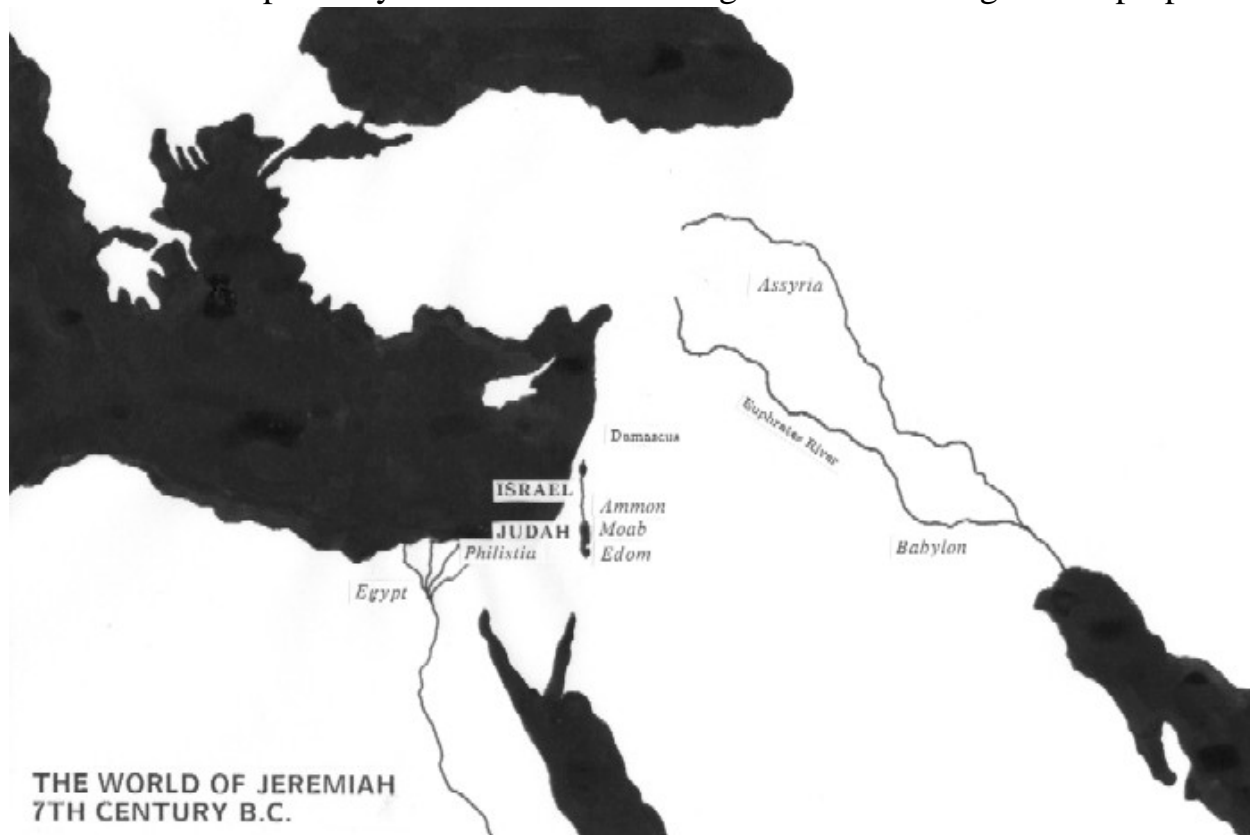 Assyria
Euphrates River
Damascus
ISRAEL
Ammon
JUDAH
Moab
Philistia
Edom
Babylon
Egypt
THE WORLD OF JEREMIAH
7TH CENTURY B.C.